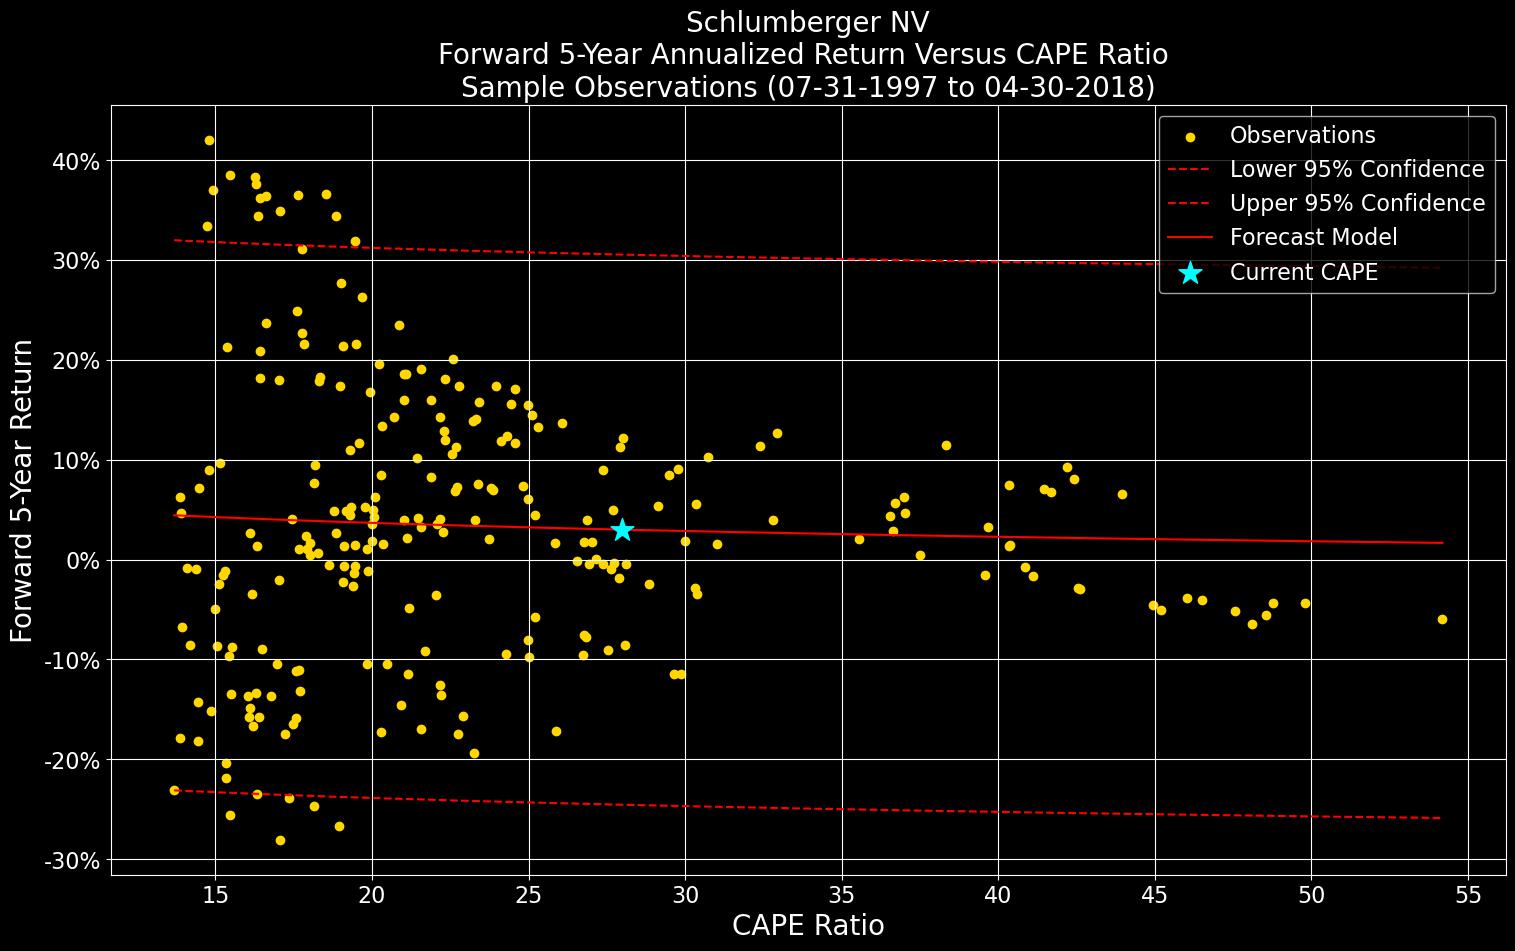 Schlumberger NV
Forward 5-Year Annualized Return Versus CAPE Ratio
Sample Observations (07-31-1997 to 04-30-2018)
Observations
Lower 95% Confidence
Upper 95% Confidence
Forecast Model
Current CAPE
Forward 5-Year Return
40%
30%
20%
10%
0%
-10%
-20%
-30%
15 20 25 30 35 40 45 50 55
CAPE Ratio